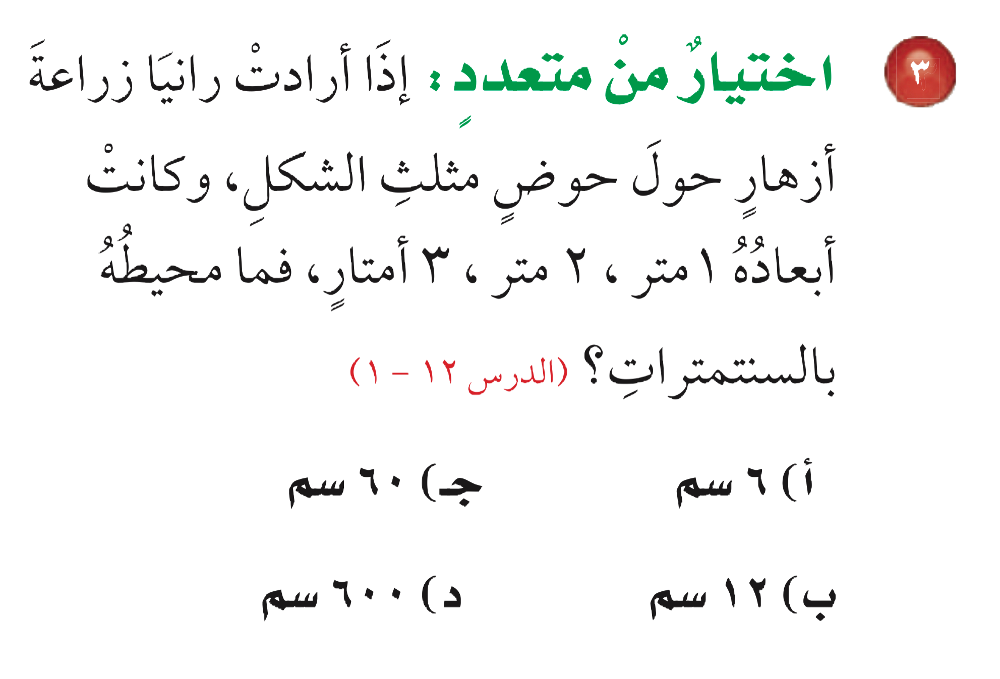 ٣ اختيارٌ منْ متعددٍ: إذَا أرادتْ رانيَا زراعةَ
أزهارٍ حولَ حوضٍ مثلثِ الشكلِ، وكانتْ
أبعادُهُ ١ متر ، ٢ متر ، ٣ أمتارٍ، فما محيطُهُ
بالسنتمتراتِ؟ (الدرس ١٢ – ١)
أ) ٦ سم جـ) ٦٠ سم
ب) ١٢ سم د) ٦٠٠ سم